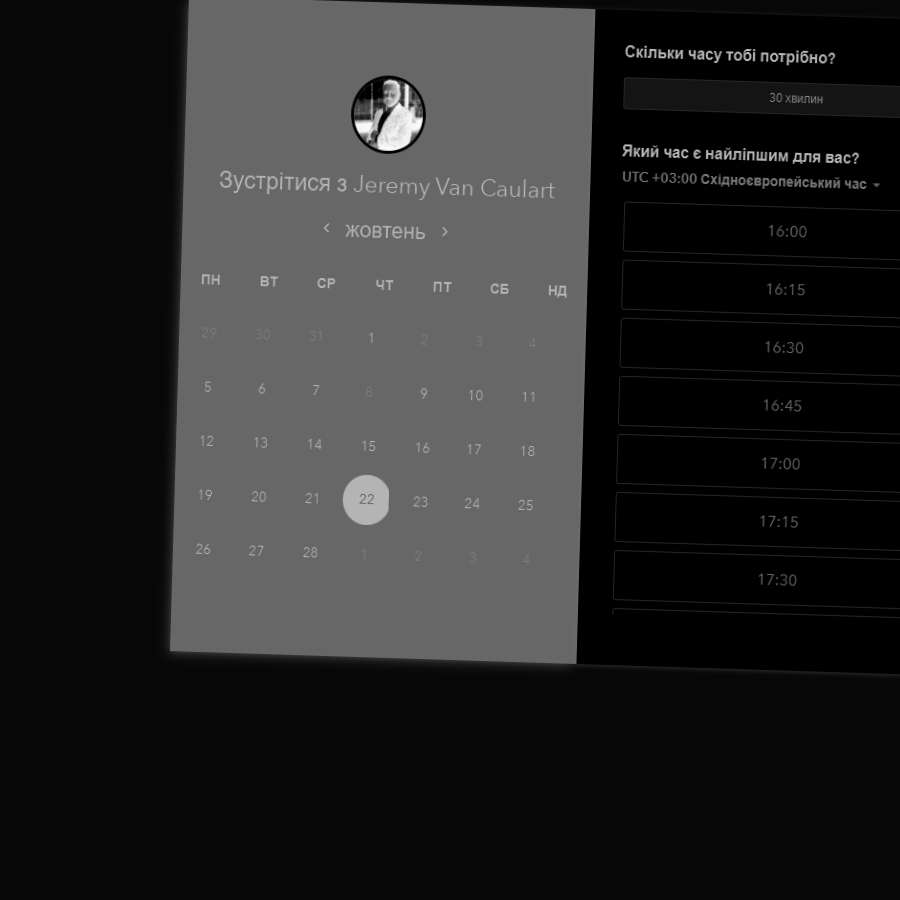 Зустрітися з Jeremy Van Caulart
‹ жовтень ›
ПН ВТ СР ЧТ ПТ СБ НД
29 30 31 1 2 3 4
5 6 7 8 9 10 11
12 13 14 15 16 17 18
19 20 21 22 23 24 25
26 27 28 1 2 3 4
Скільки часу тобі потрібно?
30 хвилин
Який час є найліпшим для вас?
UTC +03:00 Східноєвропейський час
16:00
16:15
16:30
16:45
17:00
17:15
17:30